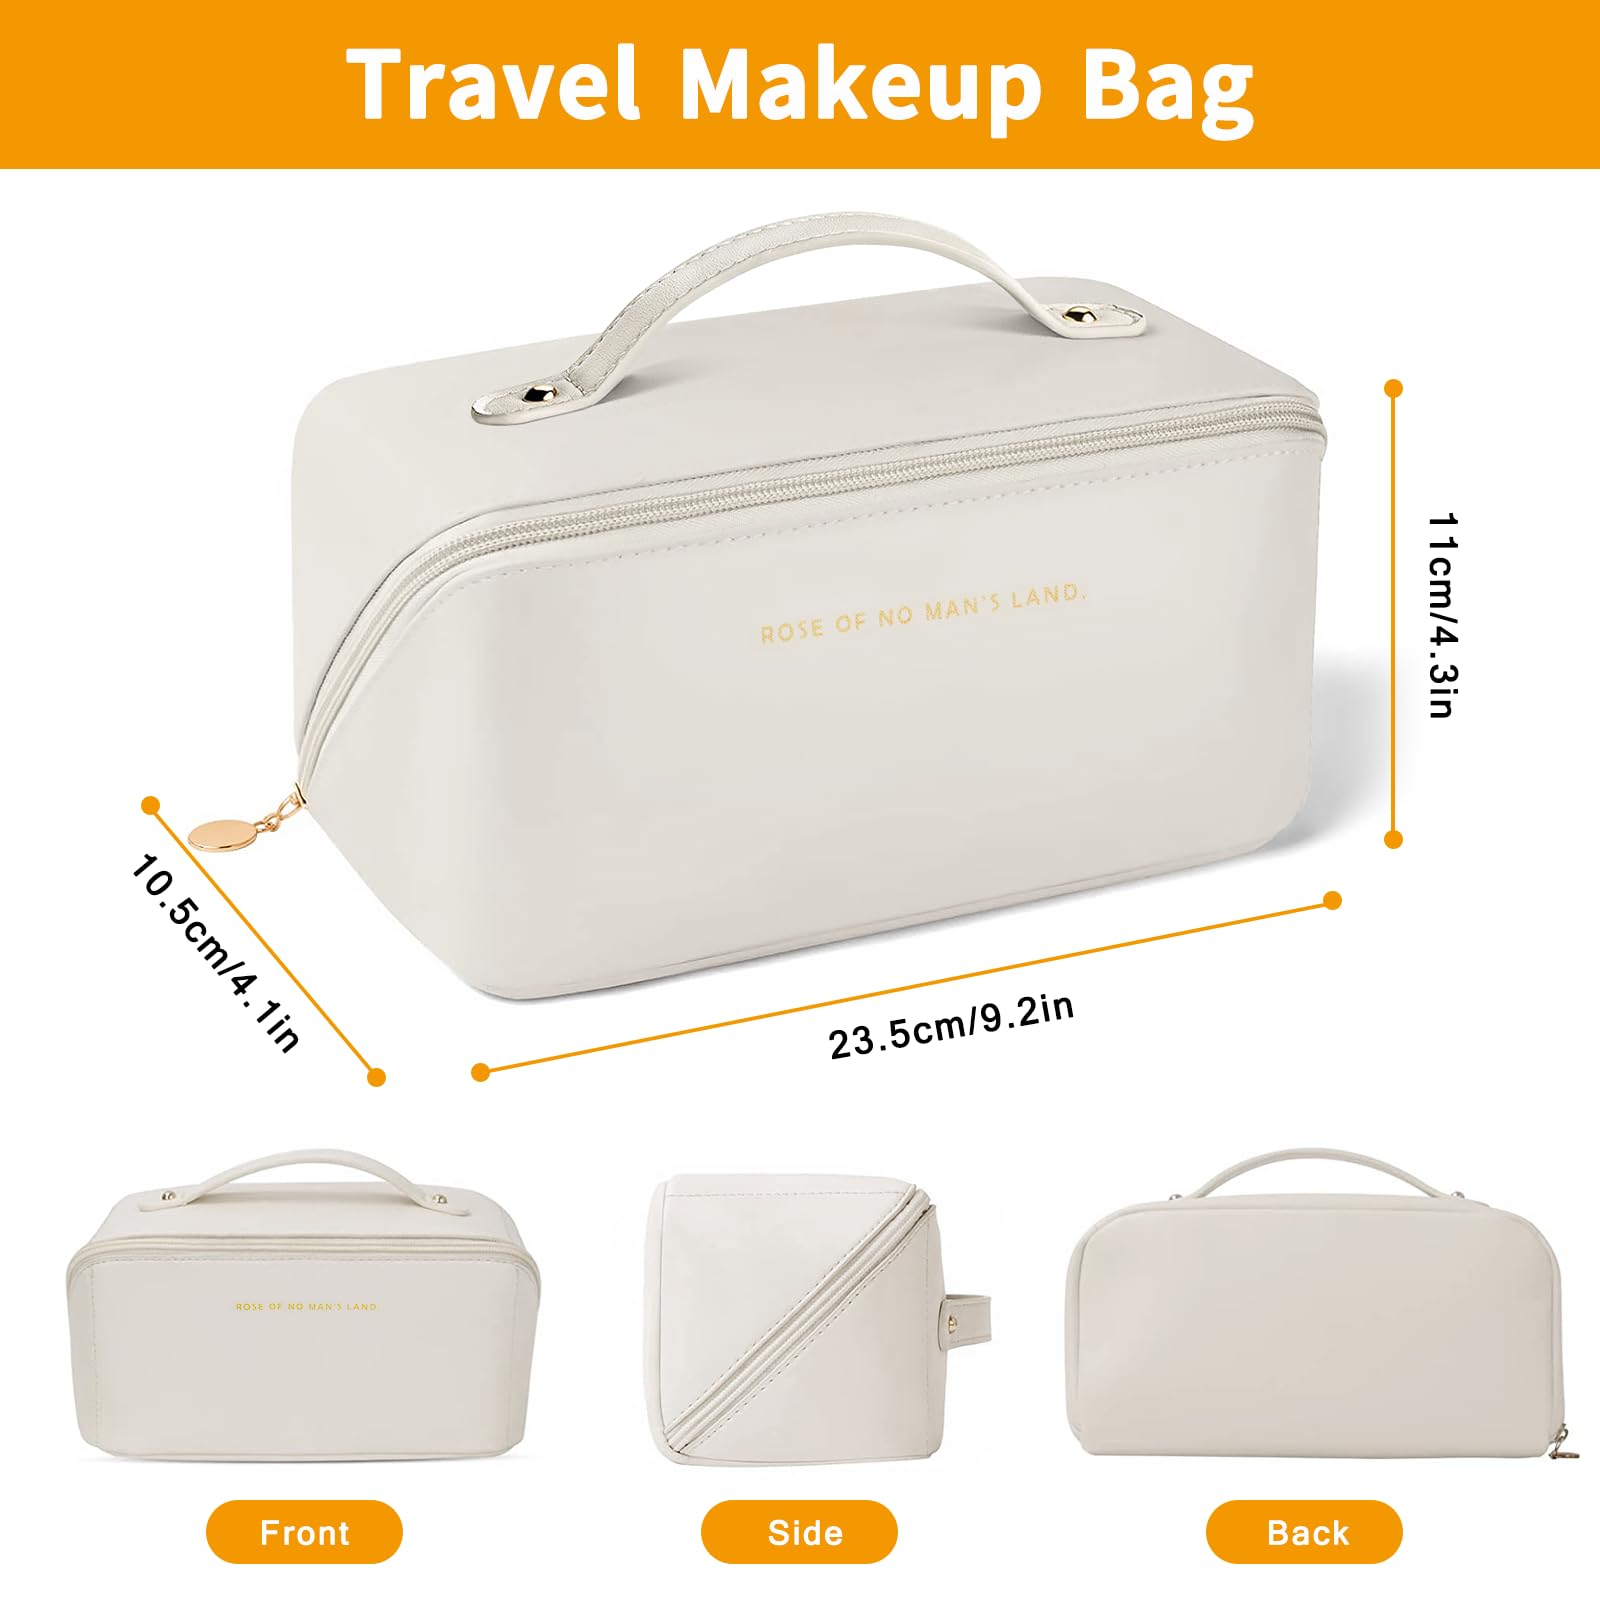 Travel Makeup Bag
ROSE OF NO MAN'S LAND.
11cm/4.3in
10.5cm/4.1in
23.5cm/9.2in
ROSE OF NO MAN'S LAND
Front
Side
Back